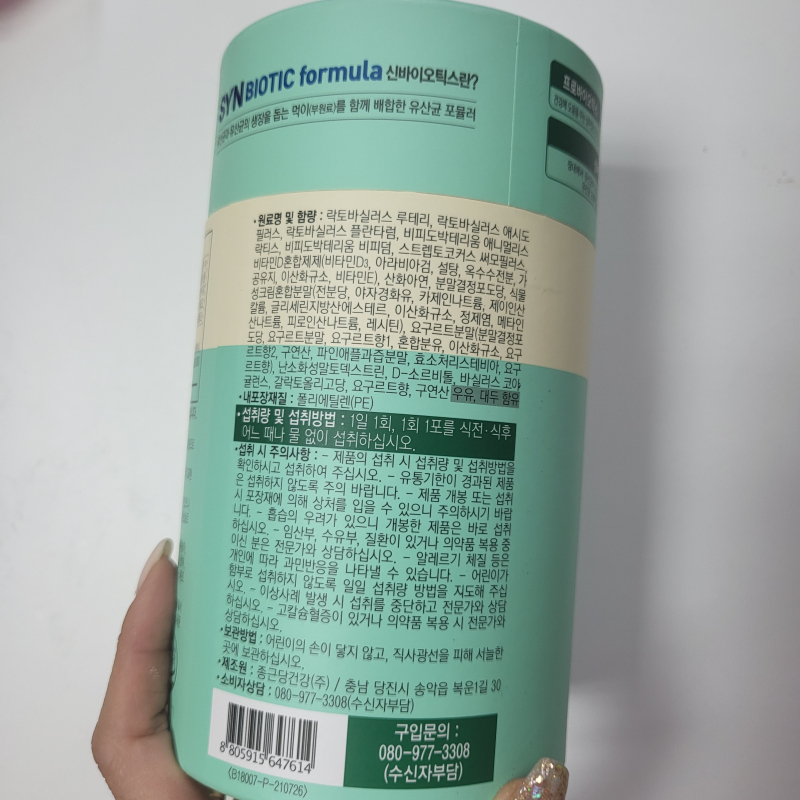 SYNBIOTIC formula 신바이오틱스란?
유산균의 생장을 돕는 먹이(부원료)를 함께 배합한 유산균 포뮬러
• 원료명 및 함량 : 락토바실러스 루테리, 락토바실러스 애시도
필러스, 락토바실러스 플란타럼, 비피도박테리움 애니멀리스
락티스, 비피도박테리움 비피덤, 스트렙토코커스 써모필러스,
비타민D혼합제제(비타민D3, 아라비아검, 설탕, 옥수수전분, 가
공유지, 이산화규소, 비타민E), 산화아연, 분말결정포도당, 식물
성크림혼합분말(전분당, 야자경화유, 카제인나트륨, 제이인산
칼륨, 글리세린지방산에스테르, 이산화규소, 정제염, 메타인
산나트륨, 피로인산나트륨, 레시틴), 요구르트분말(분말결정포
도당, 요구르트분말, 요구르트향1, 혼합분유, 이산화규소, 요구
르트향2, 구연산, 파인애플과즙분말, 효소처리스테비아, 요구
르트향), 난소화성말토덱스트린, D-소르비톨, 바실러스 코아
귤런스, 갈락토올리고당, 요구르트향, 구연산 우유, 대두 함유
• 내포장재질 : 폴리에틸렌(PE)
• 섭취량 및 섭취방법 : 1일 1회, 1회 1포를 식전·식후
어느 때나 물 없이 섭취하십시오.
• 섭취 시 주의사항 : - 제품의 섭취 시 섭취량 및 섭취방법을
확인하시고 섭취하여 주십시오. - 유통기한이 경과된 제품
은 섭취하지 않도록 주의 바랍니다. - 제품 개봉 또는 섭취
시 포장재에 의해 상처를 입을 수 있으니 주의하시기 바랍
니다. - 흡습의 우려가 있으니 개봉한 제품은 바로 섭취
하십시오. - 임산부, 수유부, 질환이 있거나 의약품 복용 중
이신 분은 전문가와 상담하십시오. - 알레르기 체질 등은
개인에 따라 과민반응을 나타낼 수 있습니다. - 어린이가
함부로 섭취하지 않도록 일일 섭취량 방법을 지도해 주십
시오. - 이상사례 발생 시 섭취를 중단하고 전문가와 상담
하십시오. - 고칼슘혈증이 있거나 의약품 복용 시 전문가와
상담하십시오.
• 보관방법 : 어린이의 손이 닿지 않고, 직사광선을 피해 서늘한
곳에 보관하십시오.
• 제조원 : 종근당건강(주) / 충남 당진시 송악읍 복운1길 30
• 소비자상담 : 080-977-3308(수신자부담)
구입문의 :
080-977-3308
(수신자부담)
8 805915 647614
(B18007-P-210726)